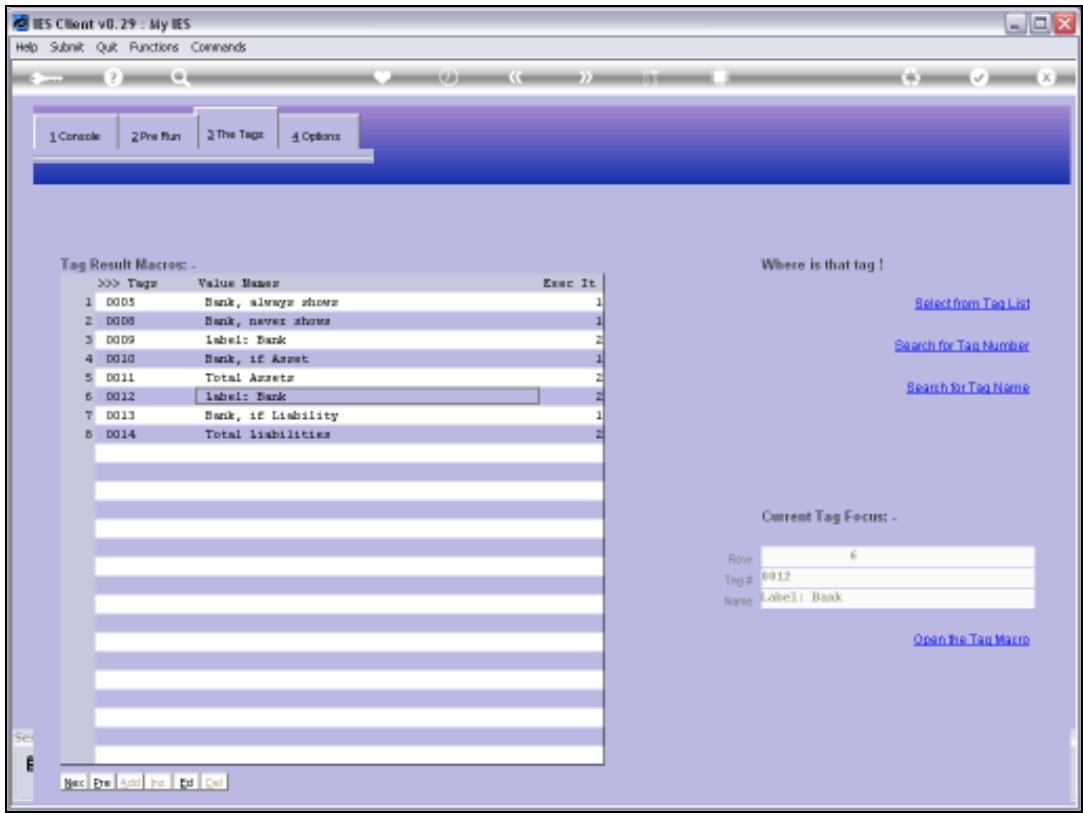 IES Client v8.29 : My IES
Help Submit Quit Functions Commands
1 Console 2 Pre Run 3 The Tags 4 Options
Tag Result Macros: -
>>> Tags Value Names Exec It
1 0005 Bank, always shows 1
2 0008 Bank, never shows 1
3 0009 label: Bank 2
4 0010 Bank, if Asset 1
5 0011 Total Assets 2
6 0012 label: Bank 2
7 0013 Bank, if Liability 1
8 0014 Total liabilities 2
Where is that tag !
Select from Tag List
Search for Tag Number
Search for Tag Name
Current Tag Focus: -
Row 6
Tag # 0012
Name Label: Bank
Open the Tag Macro
Ses
Nex Pre Add Ins Ed Del